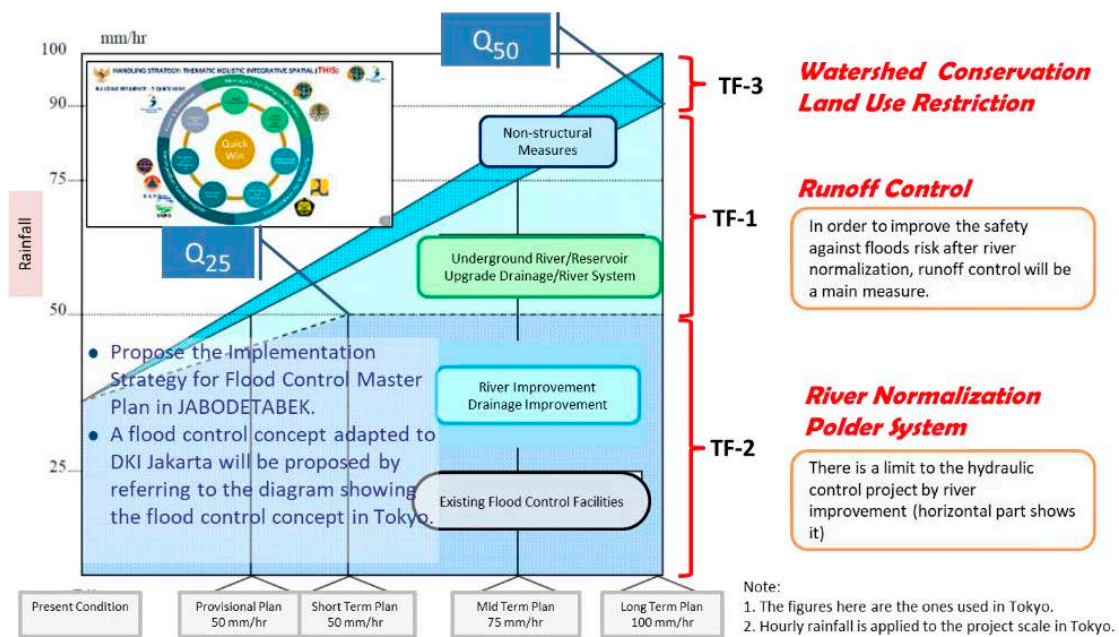 mm/hr
100
90
75
50
25
Rainfall
HANDLING STRATEGY: THEMATIC HOLISTIC INTEGRATIVE SPATIAL (THIS)
Quick
Win
Q50
Q25
Non-structural
Measures
Underground River/Reservoir
Upgrade Drainage/River System
River Improvement
Drainage Improvement
Existing Flood Control Facilities
• Propose the Implementation
Strategy for Flood Control Master
Plan in JABODETABEK.
• A flood control concept adapted to
DKI Jakarta will be proposed by
referring to the diagram showing
the flood control concept in Tokyo.
TF-3
TF-1
TF-2
Watershed Conservation
Land Use Restriction
Runoff Control
In order to improve the safety
against floods risk after river
normalization, runoff control will be
a main measure.
River Normalization
Polder System
There is a limit to the hydraulic
control project by river
improvement (horizontal part shows
it)
Present Condition
Provisional Plan
50 mm/hr
Short Term Plan
50 mm/hr
Mid Term Plan
75 mm/hr
Long Term Plan
100 mm/hr
Note:
1. The figures here are the ones used in Tokyo.
2. Hourly rainfall is applied to the project scale in Tokyo.